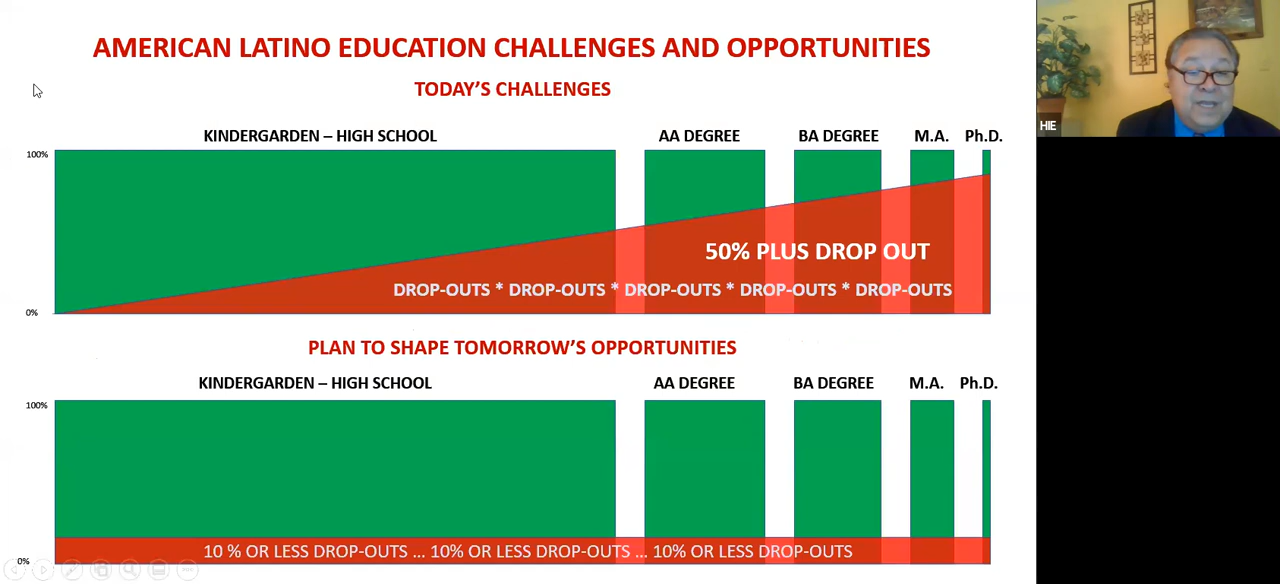 AMERICAN LATINO EDUCATION CHALLENGES AND OPPORTUNITIES
TODAY'S CHALLENGES
KINDERGARDEN – HIGH SCHOOL
AA DEGREE
BA DEGREE
M.A.
Ph.D.
100%
50% PLUS DROP OUT
DROP-OUTS * DROP-OUTS * DROP-OUTS * DROP-OUTS * DROP-OUTS
0%
PLAN TO SHAPE TOMORROW'S OPPORTUNITIES
KINDERGARDEN – HIGH SCHOOL
AA DEGREE
BA DEGREE
M.A.
Ph.D.
100%
10 % OR LESS DROP-OUTS ... 10% OR LESS DROP-OUTS ... 10% OR LESS DROP-OUTS
0%
HIE